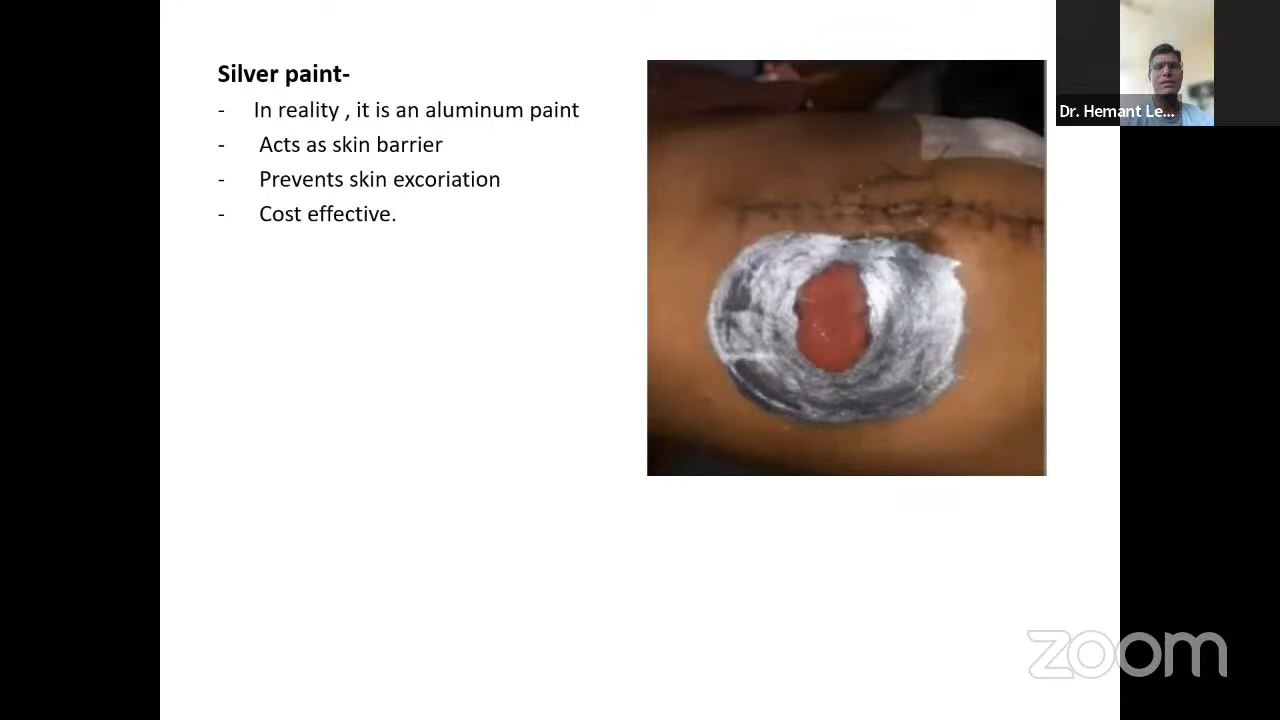 Silver paint-
- In reality , it is an aluminum paint
- Acts as skin barrier
- Prevents skin excoriation
- Cost effective.
Dr. Hemant Le...
zoom